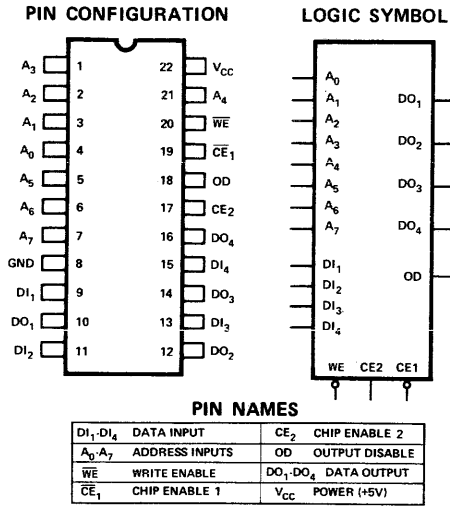 PIN CONFIGURATION
A3 1 22 VCC
A2 2 21 A4
A1 3 20 W̅E̅
A0 4 19 C̅E̅1
A5 5 18 OD
A6 6 17 CE2
A7 7 16 DO4
GND 8 15 DI4
DI1 9 14 DO3
DO1 10 13 DI3
DI2 11 12 DO2
LOGIC SYMBOL
A0
A1 DO1
A2
A3 DO2
A4
A5 DO3
A6
A7 DO4
DI1 OD
DI2
DI3
DI4
WE CE2 CE1
PIN NAMES
DI1-DI4 DATA INPUT CE2 CHIP ENABLE 2
A0-A7 ADDRESS INPUTS OD OUTPUT DISABLE
W̅E̅ WRITE ENABLE DO1-DO4 DATA OUTPUT
C̅E̅1 CHIP ENABLE 1 VCC POWER (+5V)